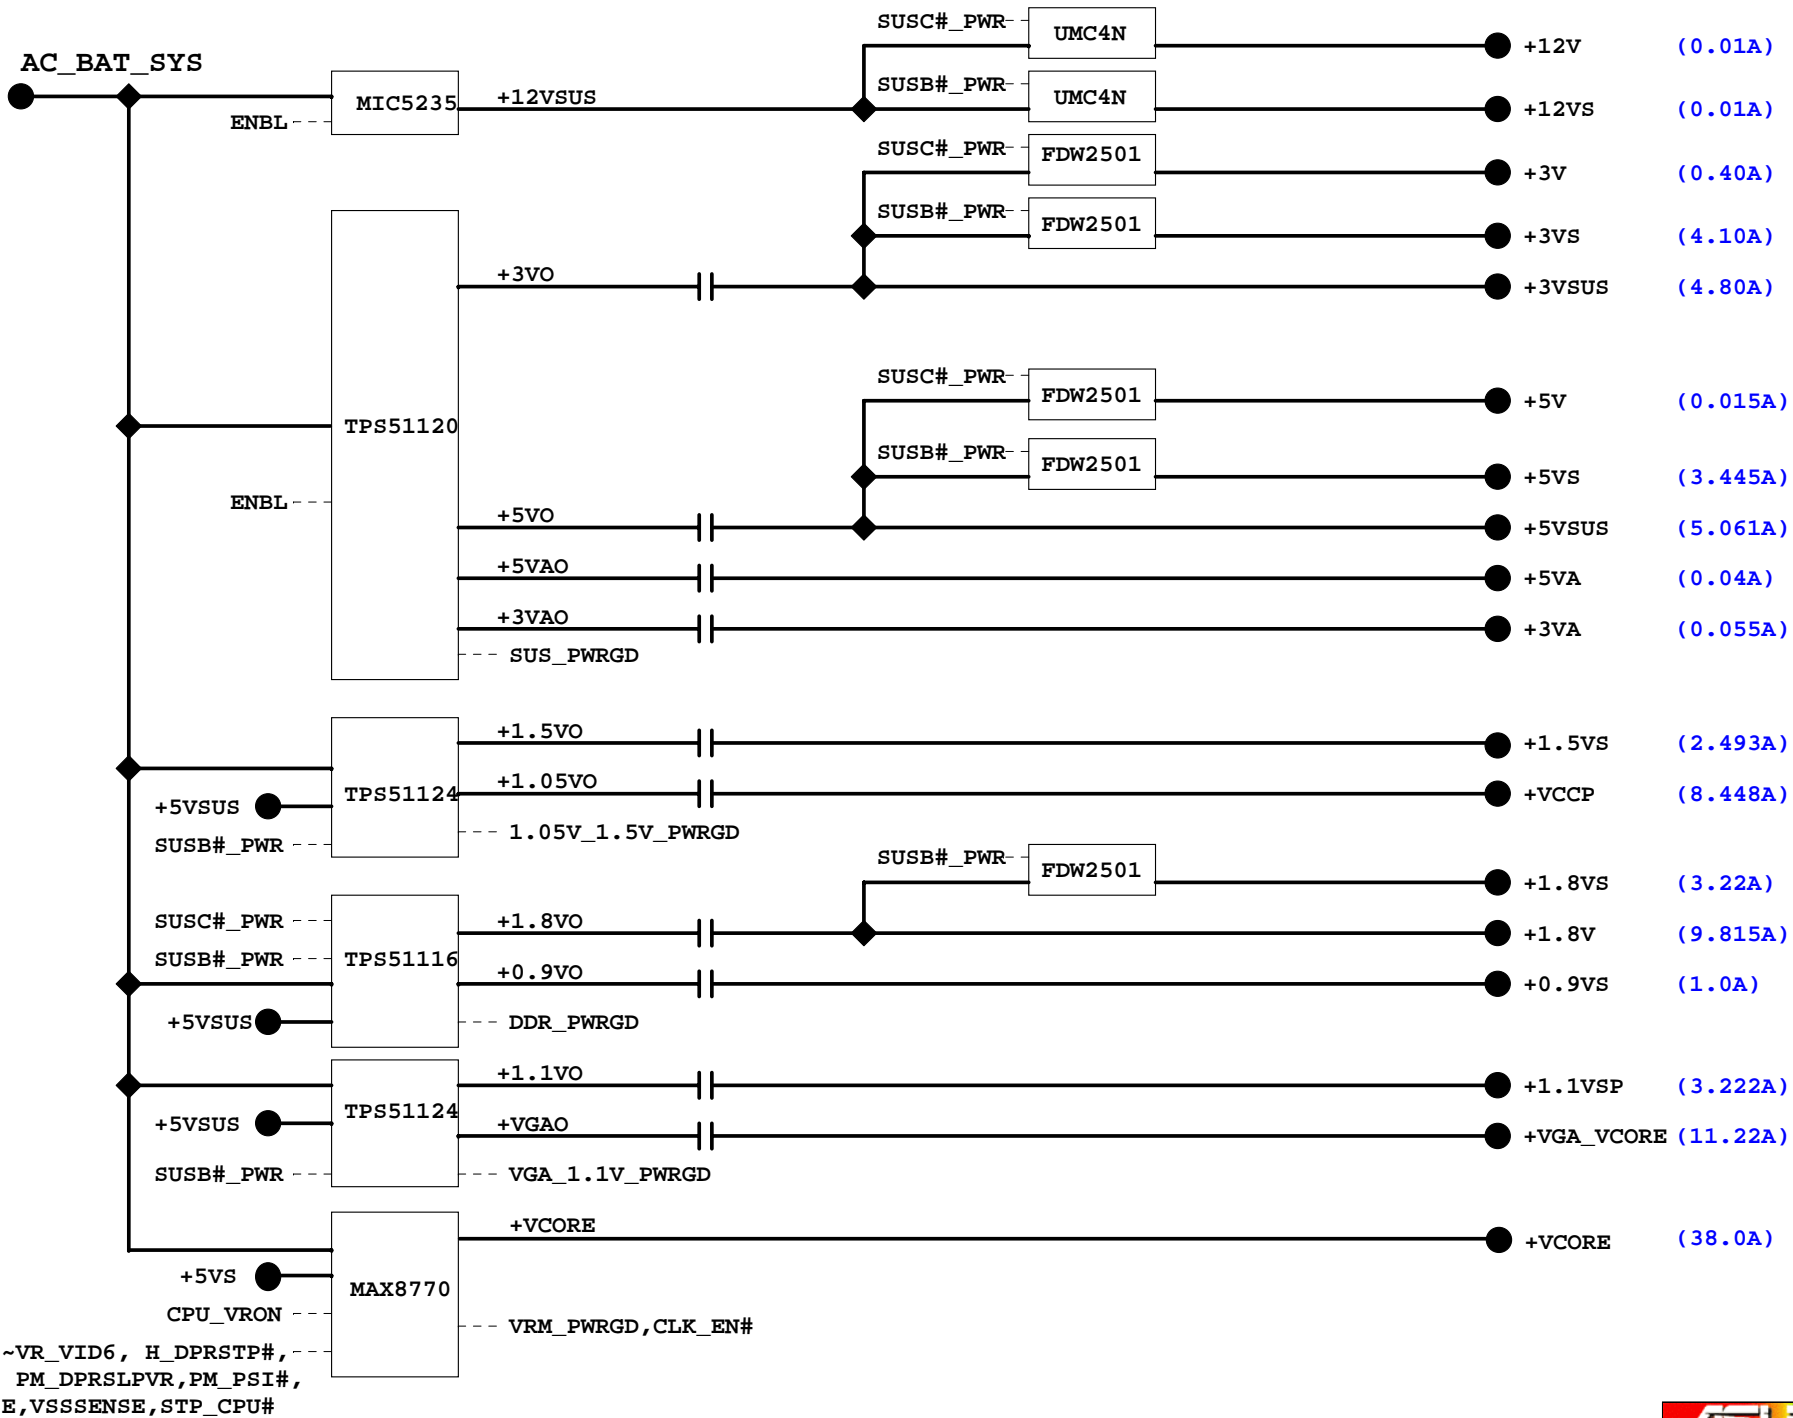 SUSC#_PWR
UMC4N
+12V (0.01A)
AC_BAT_SYS
SUSB#_PWR
UMC4N
MIC5235
+12VSUS
+12VS (0.01A)
ENBL
SUSC#_PWR
FDW2501
+3V (0.40A)
SUSB#_PWR
FDW2501
+3VS (4.10A)
+3VO
+3VSUS (4.80A)
SUSC#_PWR
FDW2501
+5V (0.015A)
TPS51120
SUSB#_PWR
FDW2501
+5VS (3.445A)
ENBL
+5VO
+5VSUS (5.061A)
+5VAO
+5VA (0.04A)
+3VAO
+3VA (0.055A)
SUS_PWRGD
+1.5VO
+1.5VS (2.493A)
+1.05VO
TPS51124
+VCCP (8.448A)
+5VSUS
1.05V_1.5V_PWRGD
SUSB#_PWR
SUSB#_PWR
FDW2501
+1.8VS (3.22A)
SUSC#_PWR
+1.8VO
+1.8V (9.815A)
SUSB#_PWR
TPS51116
+0.9VO
+0.9VS (1.0A)
+5VSUS
DDR_PWRGD
+1.1VO
+1.1VSP (3.222A)
TPS51124
+5VSUS
+VGAO
+VGA_VCORE (11.22A)
SUSB#_PWR
VGA_1.1V_PWRGD
+VCORE
+VCORE (38.0A)
+5VS
MAX8770
CPU_VRON
VRM_PWRGD,CLK_EN#
~VR_VID6, H_DPRSTP#,
PM_DPRSLPVR,PM_PSI#,
E,VSSSENSE,STP_CPU#